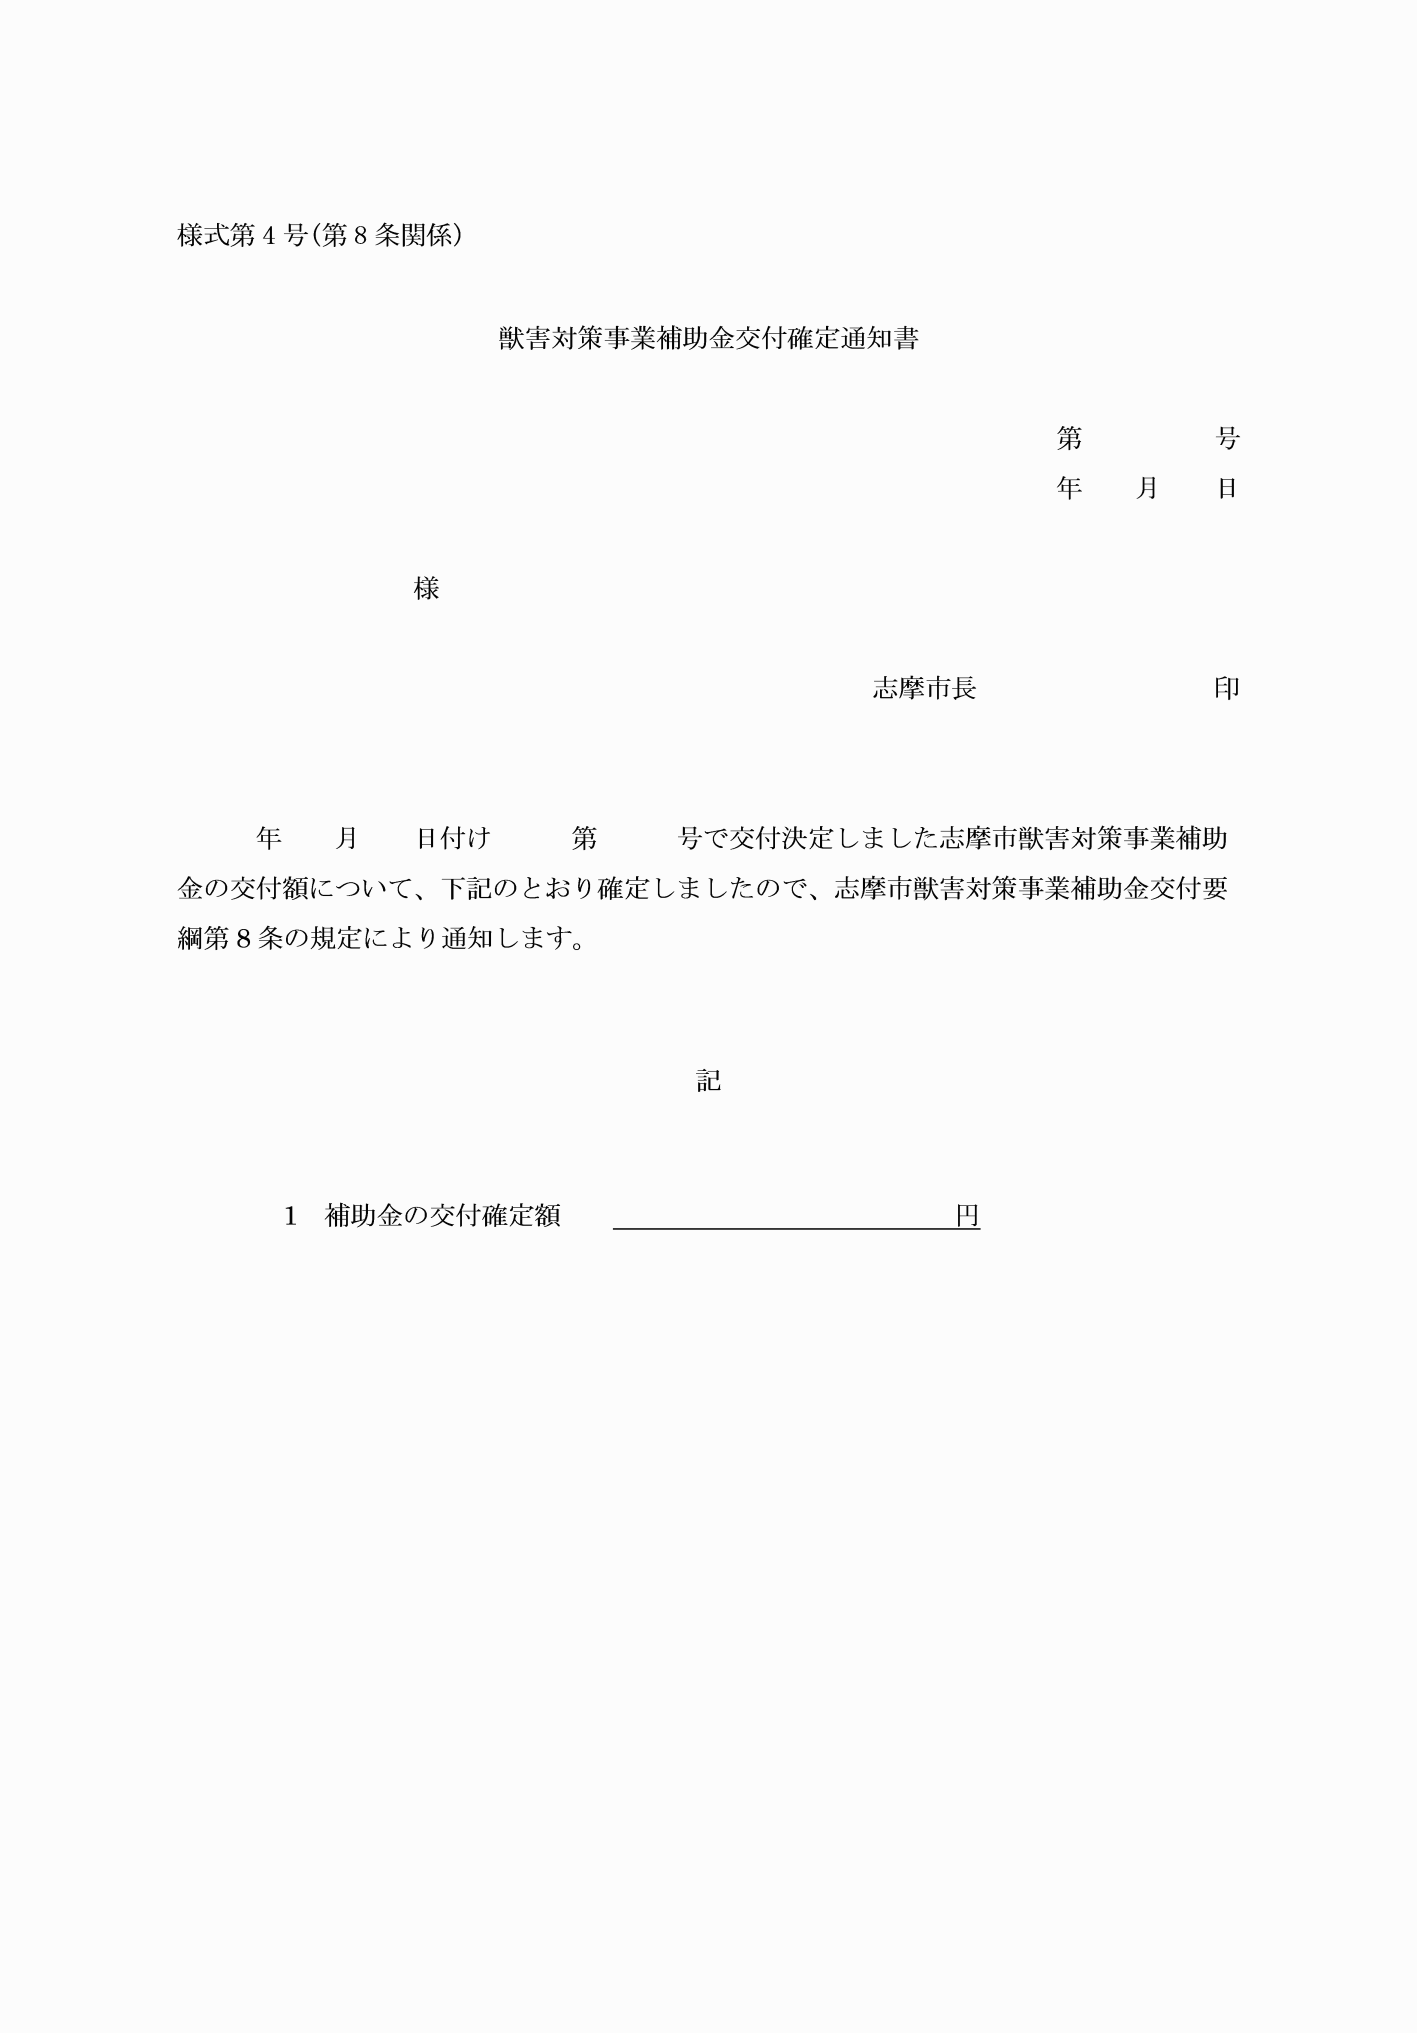 様式第4号(第8条関係)
獣害対策事業補助金交付確定通知書
第　　　　　号
年　　月　　日
様
志摩市長　　　　　　　　　印
年　　月　　日付け　　　第　　　号で交付決定しました志摩市獣害対策事業補助
金の交付額について、下記のとおり確定しましたので、志摩市獣害対策事業補助金交付要
綱第8条の規定により通知します。
記
1　補助金の交付確定額　　　　　　　　　　　　　　　円